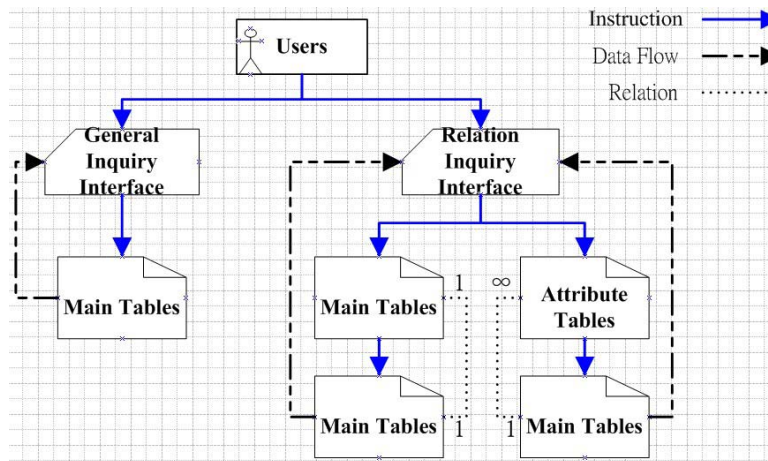 Instruction
Users
Data Flow
Relation
General
Inquiry
Interface
Relation
Inquiry
Interface
Main Tables
Main Tables
1
∞
Attribute
Tables
Main Tables
1
1
Main Tables